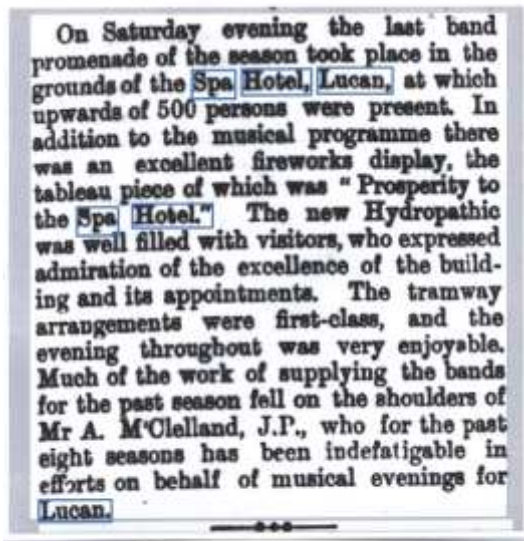 On Saturday evening the last band
promenade of the season took place in the
grounds of the Spa Hotel, Lucan, at which
upwards of 500 persons were present. In
addition to the musical programme there
was an excellent fireworks display, the
tableau piece of which was "Prosperity to
the Spa Hotel." The new Hydropathic
was well filled with visitors, who expressed
admiration of the excellence of the build-
ing and its appointments. The tramway
arrangements were first-class, and the
evening throughout was very enjoyable.
Much of the work of supplying the bands
for the past season fell on the shoulders of
Mr A. M'Clelland, J.P., who for the past
eight seasons has been indefatigable in
efforts on behalf of musical evenings for
Lucan.